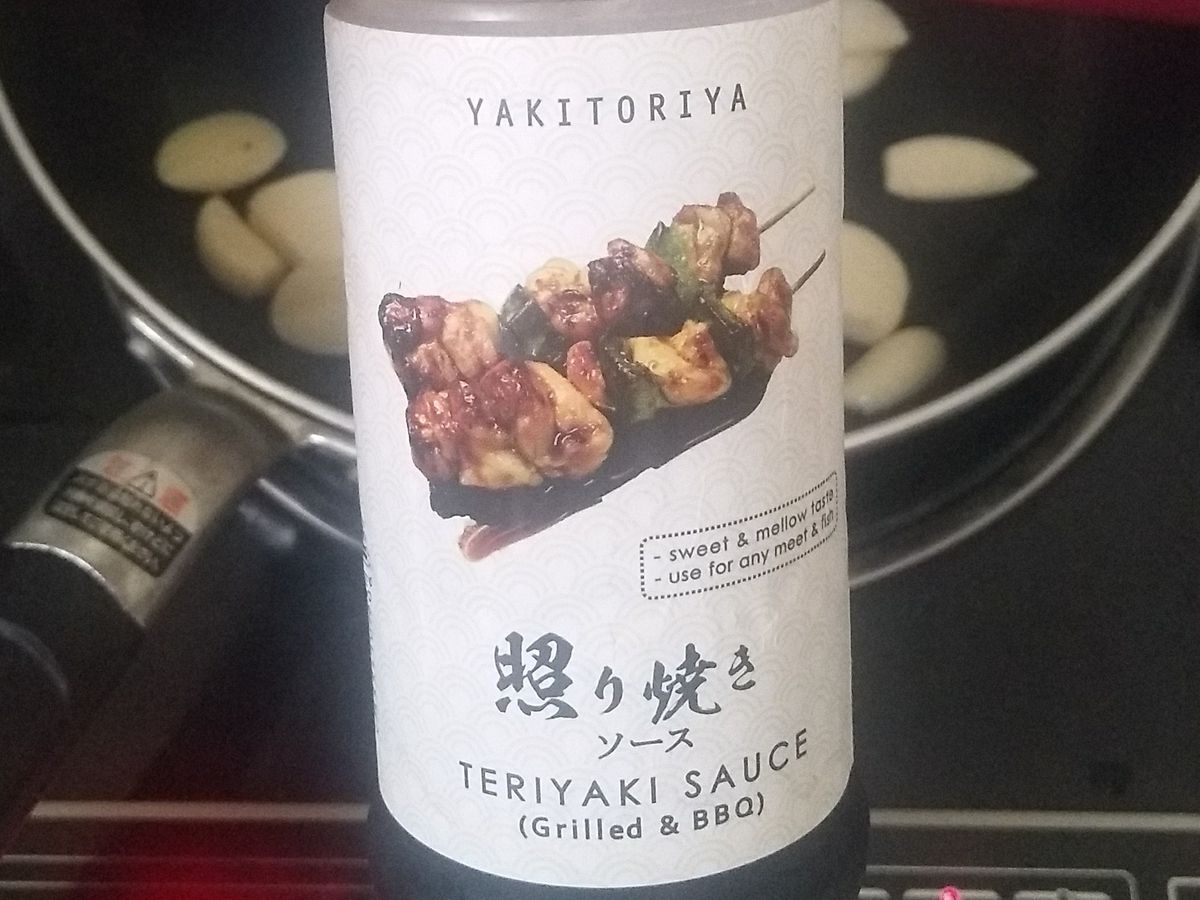 YAKITORIYA
- sweet & mellow taste
- use for any meet & fish
照り焼き
ソース
TERIYAKI SAUCE
(Grilled & BBQ)